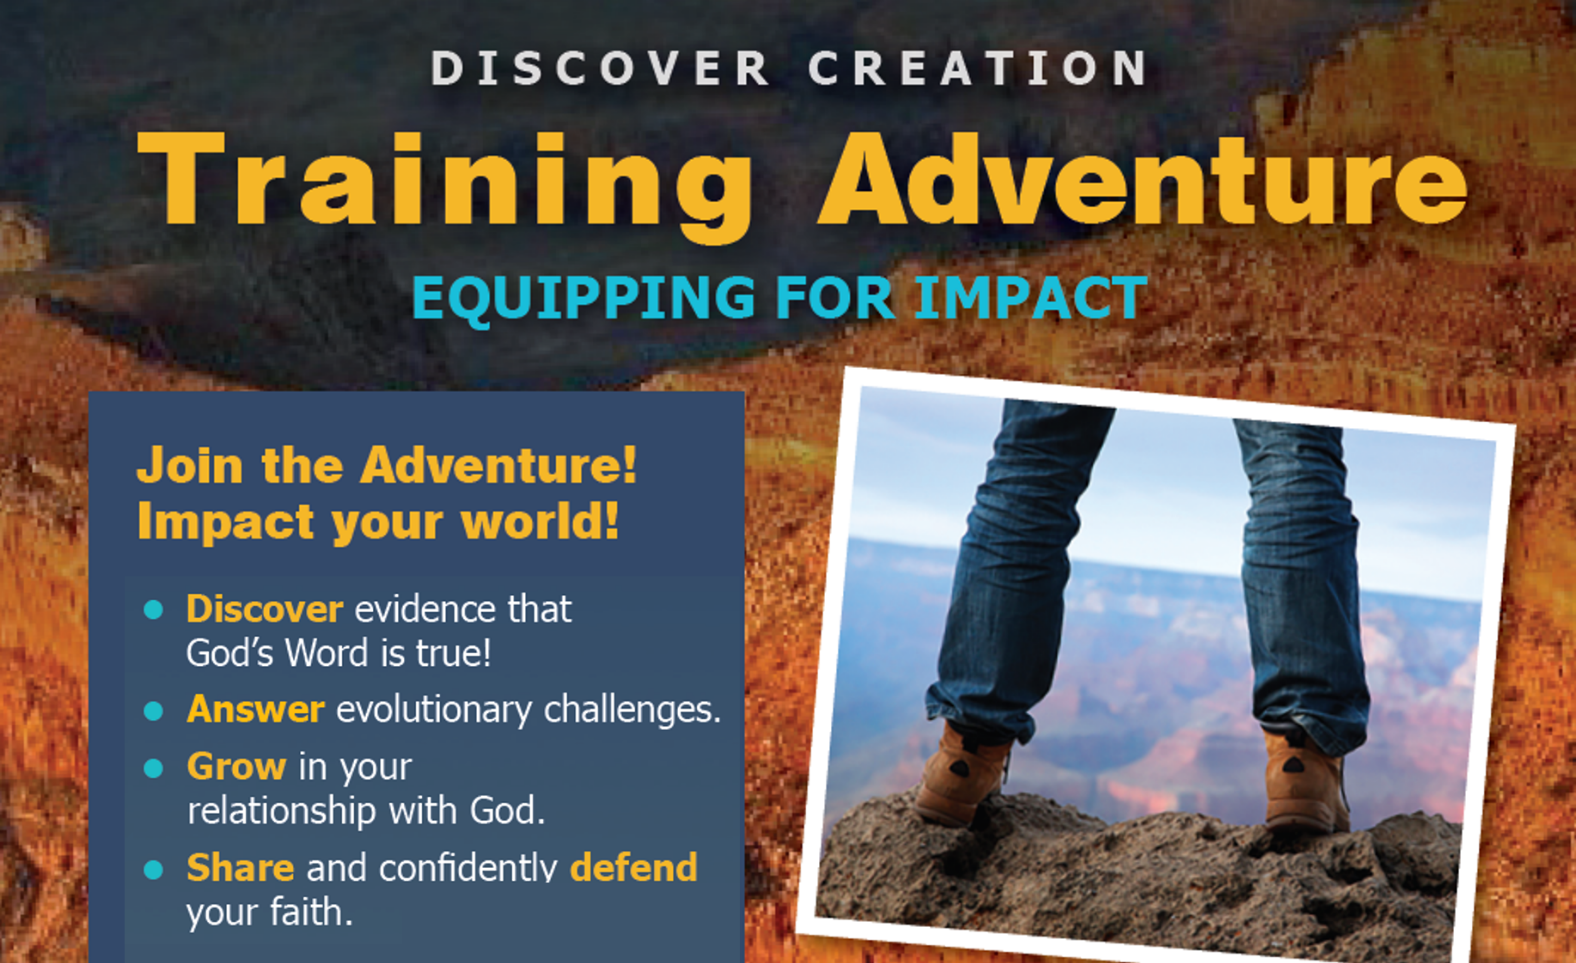 DISCOVER CREATION
Training Adventure
EQUIPPING FOR IMPACT
Join the Adventure!
Impact your world!
Discover evidence that
God’s Word is true!
Answer evolutionary challenges.
Grow in your
relationship with God.
Share and confidently defend
your faith.